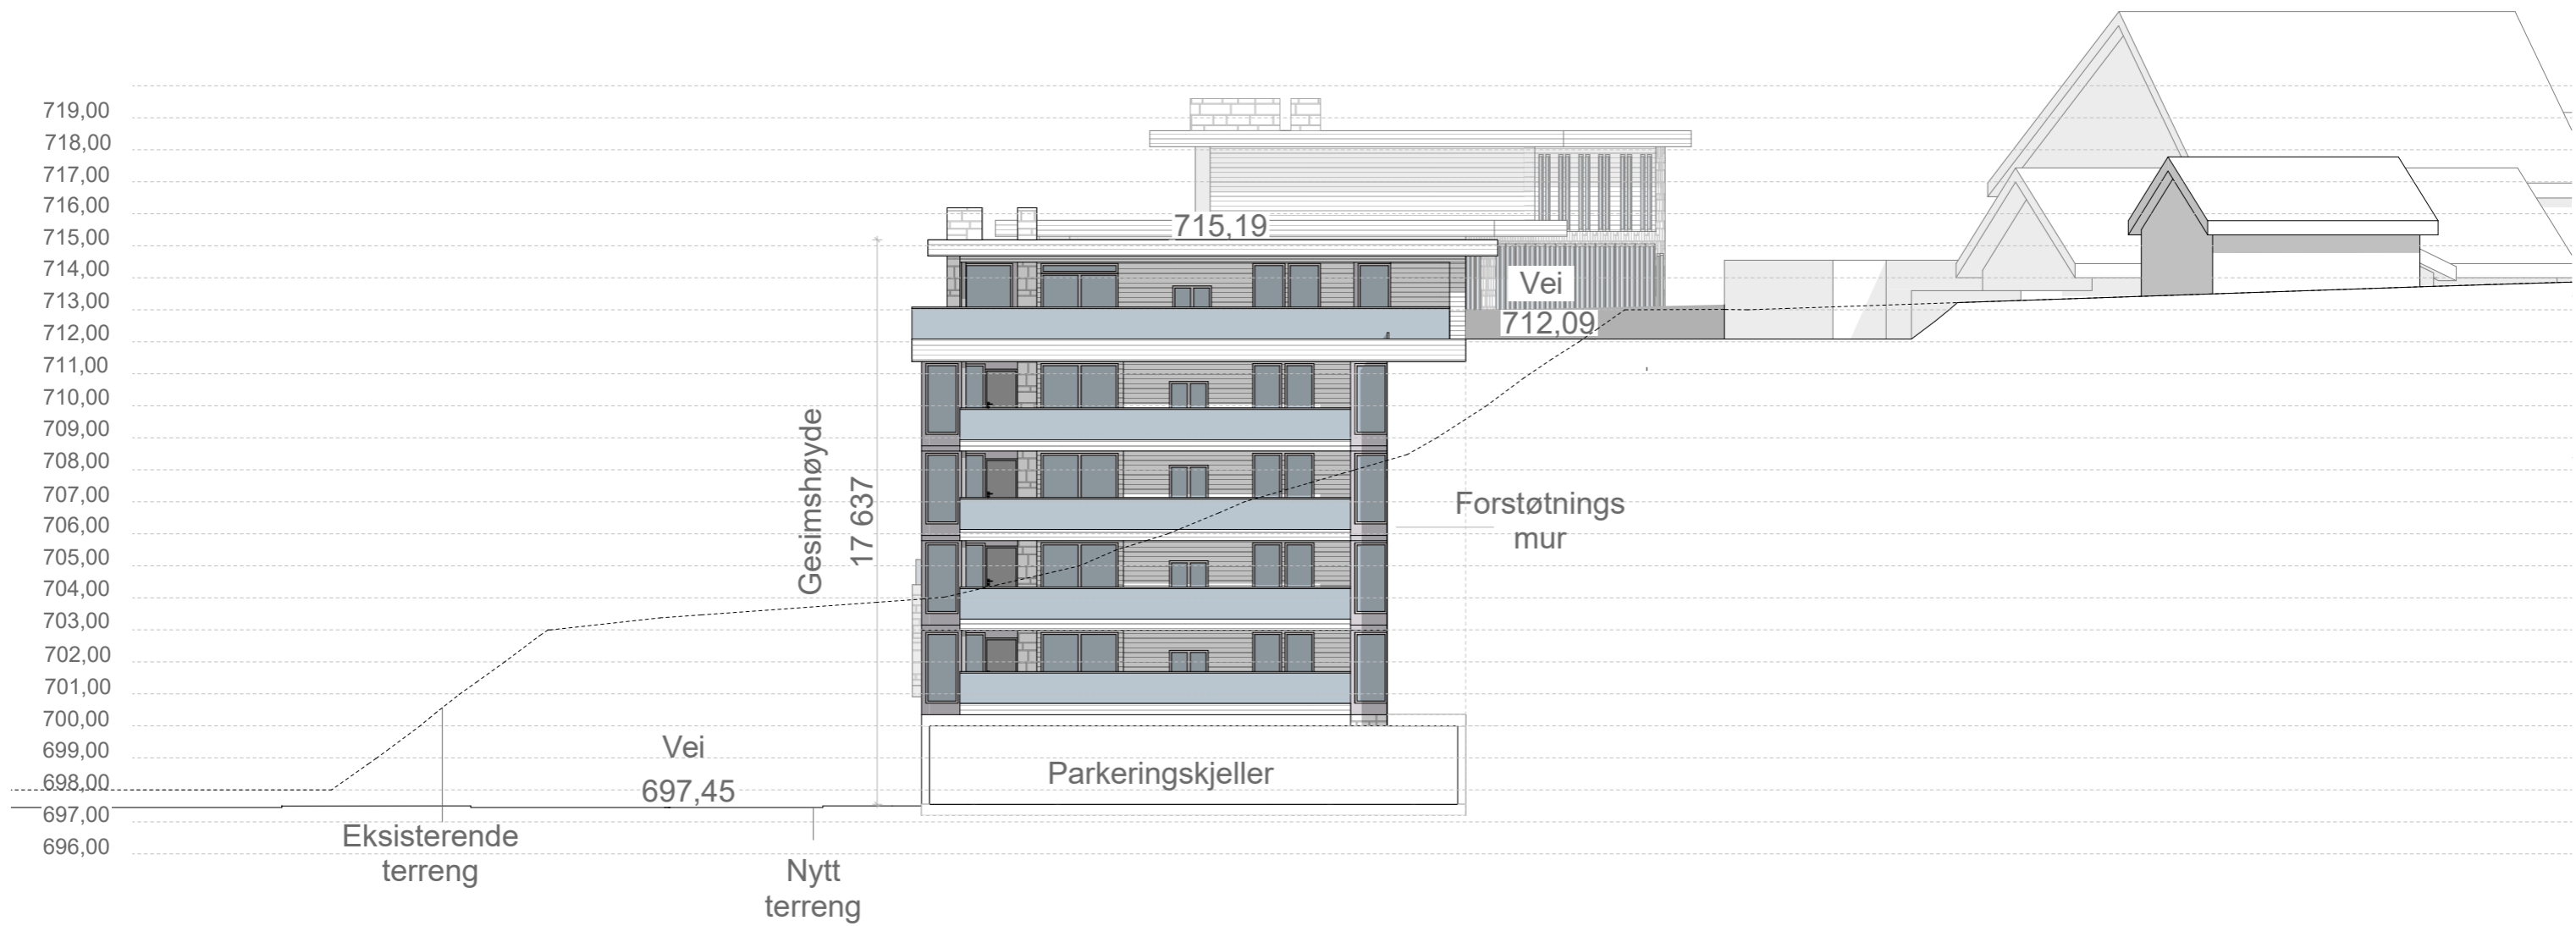 719,00
718,00
717,00
716,00
715,00
714,00
713,00
712,00
711,00
710,00
709,00
708,00
707,00
706,00
705,00
704,00
703,00
702,00
701,00
700,00
699,00
698,00
697,00
696,00
715,19
Vei
712,09
Gesimshøyde
17 637
Forstøtnings
mur
Vei
697,45
Parkeringskjeller
Eksisterende
terreng
Nytt
terreng